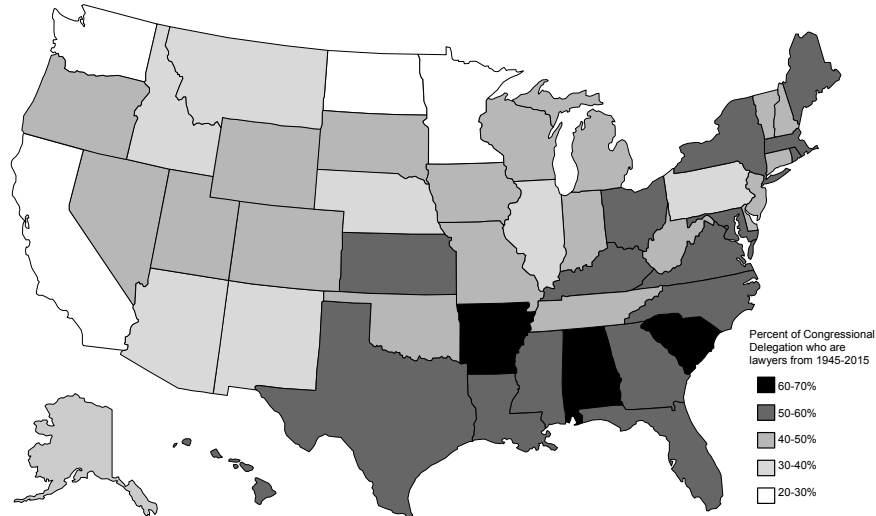 Percent of Congressional
Delegation who are
lawyers from 1945-2015
60-70%
50-60%
40-50%
30-40%
20-30%